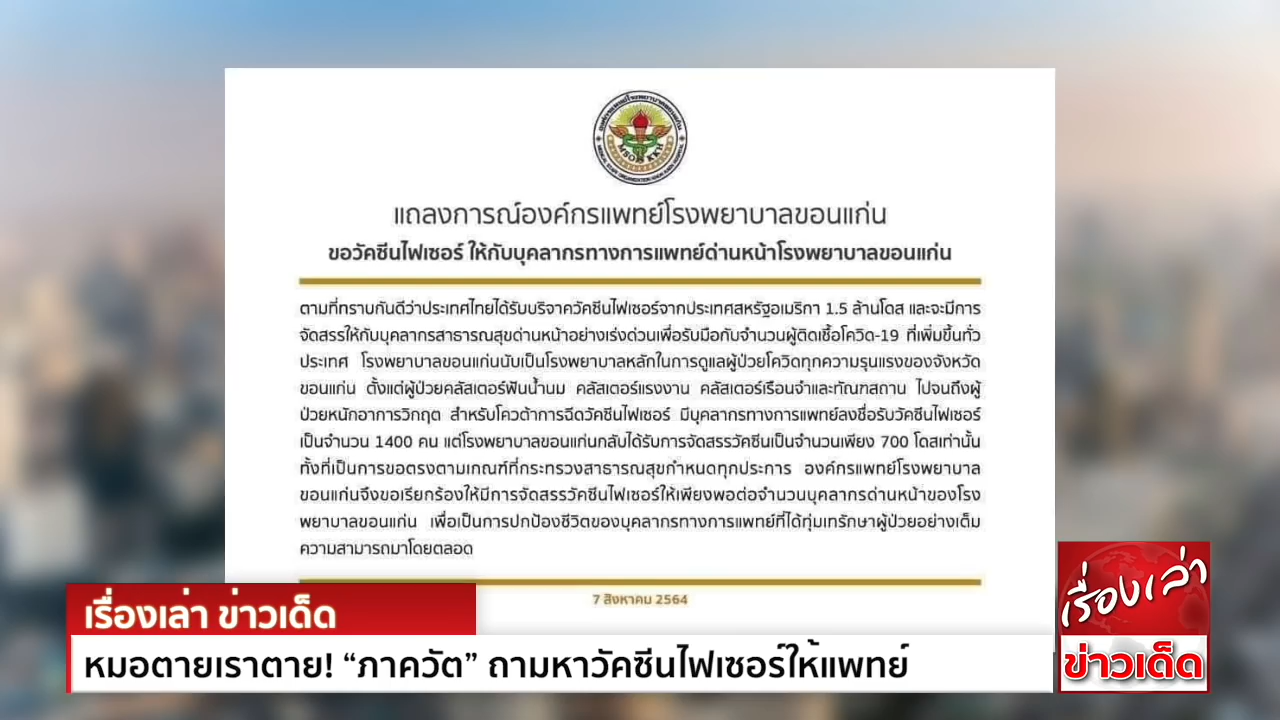 องค์กรแพทย์โรงพยาบาลขอนแก่น
MSO KKH
MEDICAL STAFF ORGANIZATION KHON KAEN HOSPITAL
แถลงการณ์องค์กรแพทย์โรงพยาบาลขอนแก่น
ขอวัคซีนไฟเซอร์ ให้กับบุคลากรทางการแพทย์ด่านหน้าโรงพยาบาลขอนแก่น
ตามที่ทราบกันดีว่าประเทศไทยได้รับบริจาควัคซีนไฟเซอร์จากประเทศสหรัฐอเมริกา 1.5 ล้านโดส และจะมีการ
จัดสรรให้กับบุคลากรสาธารณสุขด่านหน้าอย่างเร่งด่วนเพื่อรับมือกับจำนวนผู้ติดเชื้อโควิด-19 ที่เพิ่มขึ้นทั่ว
ประเทศ โรงพยาบาลขอนแก่นนับเป็นโรงพยาบาลหลักในการดูแลผู้ป่วยโควิดทุกความรุนแรงของจังหวัด
ขอนแก่น ตั้งแต่ผู้ป่วยคลัสเตอร์ฟันน้ำนม คลัสเตอร์แรงงาน คลัสเตอร์เรือนจำและทัณฑสถาน ไปจนถึงผู้
ป่วยหนักอาการวิกฤต สำหรับโควต้าการฉีดวัคซีนไฟเซอร์ มีบุคลากรทางการแพทย์ลงชื่อรับวัคซีนไฟเซอร์
เป็นจำนวน 1400 คน แต่โรงพยาบาลขอนแก่นกลับได้รับการจัดสรรวัคซีนเป็นจำนวนเพียง 700 โดสเท่านั้น
ทั้งที่เป็นการขอตรงตามเกณฑ์ที่กระทรวงสาธารณสุขกำหนดทุกประการ องค์กรแพทย์โรงพยาบาล
ขอนแก่นจึงขอเรียกร้องให้มีการจัดสรรวัคซีนไฟเซอร์ให้เพียงพอต่อจำนวนบุคลากรด่านหน้าของโรง
พยาบาลขอนแก่น เพื่อเป็นการปกป้องชีวิตของบุคลากรทางการแพทย์ที่ได้ทุ่มเทรักษาผู้ป่วยอย่างเต็ม
ความสามารถมาโดยตลอด
7 สิงหาคม 2564
เรื่องเล่า ข่าวเด็ด
หมอตายเราตาย! “ภาควัต” ถามหาวัคซีนไฟเซอร์ให้แพทย์
เรื่องเล่า
ข่าวเด็ด